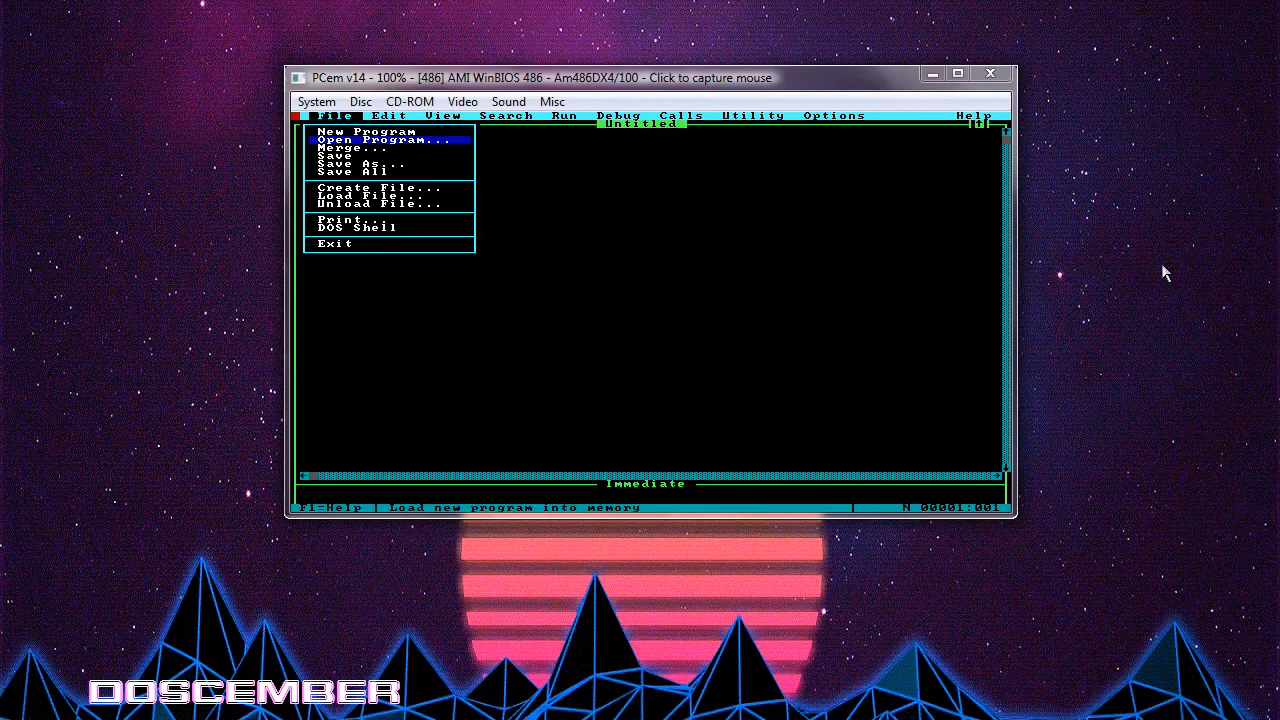 PCem v14 - 100% - [486] AMI WinBIOS 486 - Am486DX4/100 - Click to capture mouse
System Disc CD-ROM Video Sound Misc
File Edit View Search Run Debug Calls Utility Options Help
Untitled
New Program
Open Program...
Merge...
Save
Save As...
Save All
Create File...
Load File...
Unload File...
Print...
DOS Shell
Exit
Immediate
F1=Help | Load new program into memory | N 00001:001
DOSCEMBER